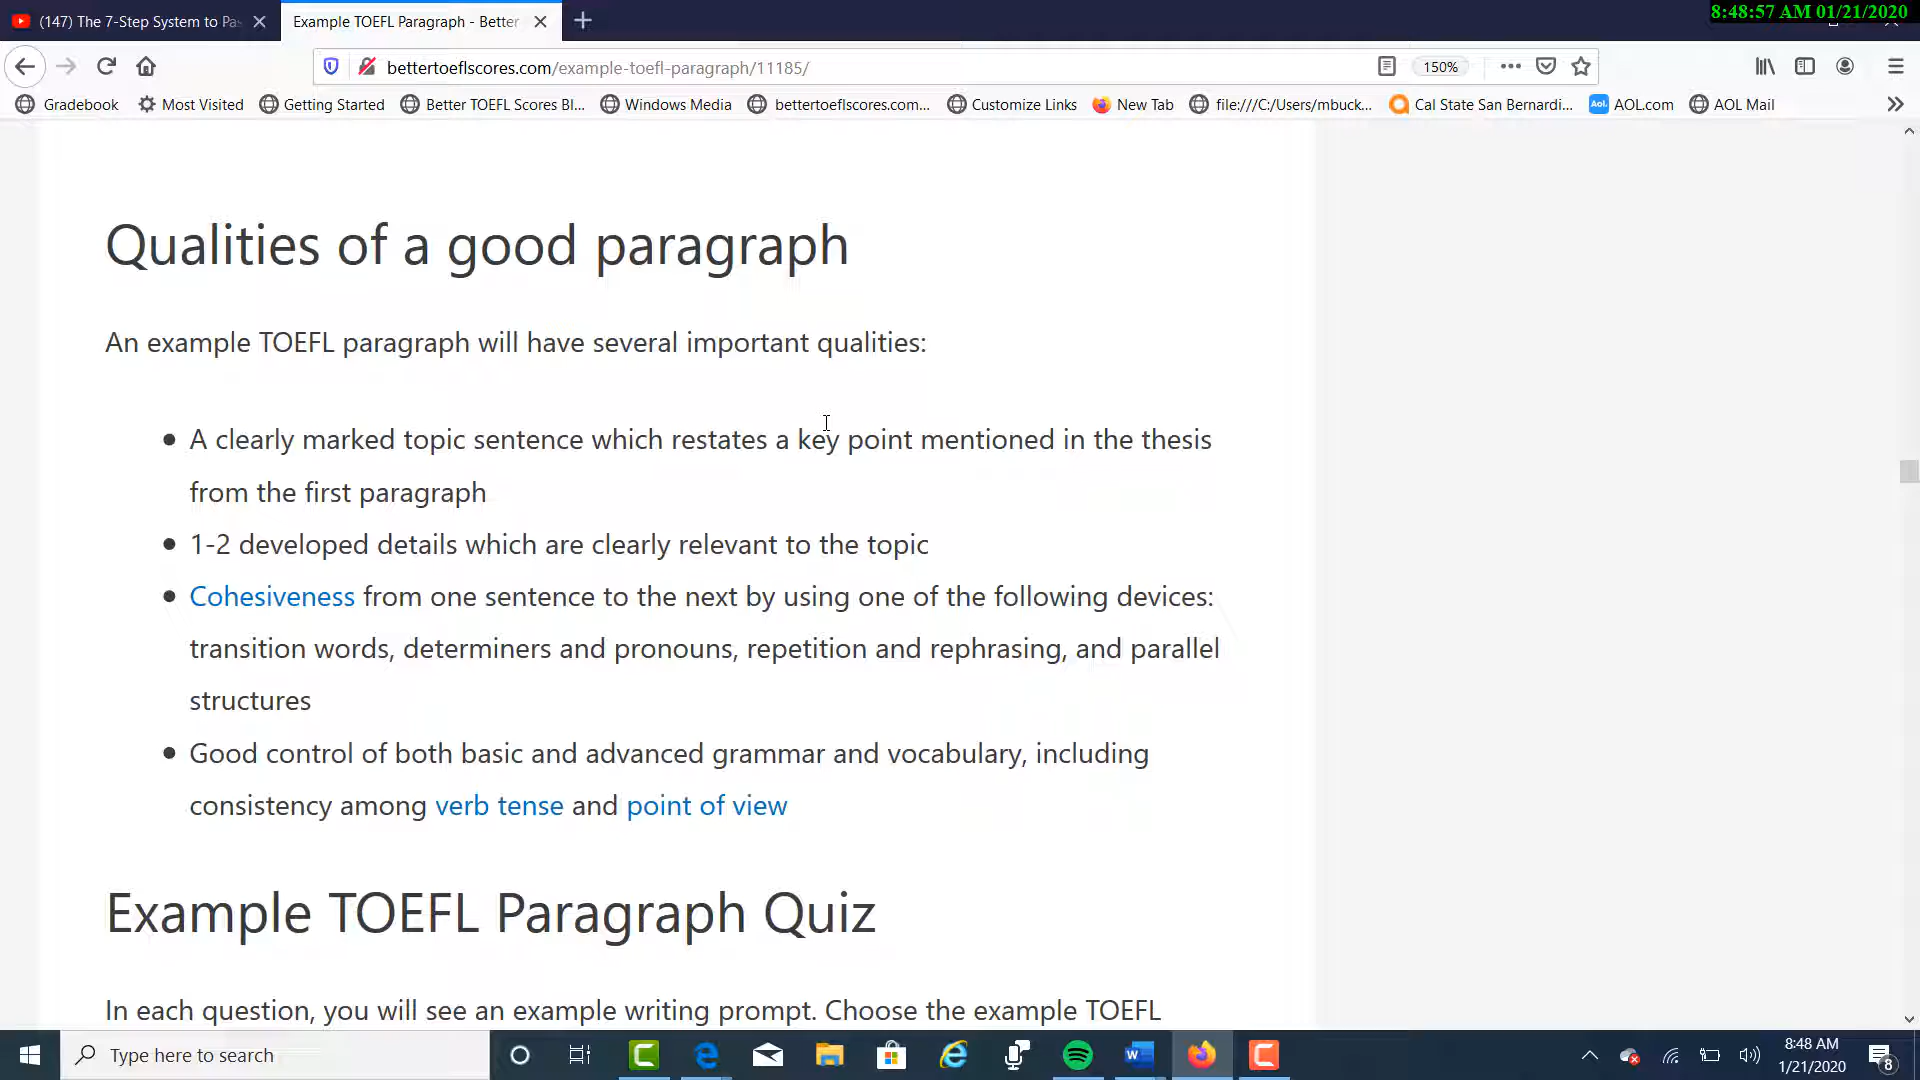 (147) The 7-Step System to Pas
Example TOEFL Paragraph - Better
8:48:57 AM 01/21/2020
bettertoeflscores.com/example-toefl-paragraph/11185/
150%
Gradebook
Most Visited
Getting Started
Better TOEFL Scores Bl...
Windows Media
bettertoeflscores.com...
Customize Links
New Tab
file:///C:/Users/mbuck...
Cal State San Bernardi...
Aol.
AOL.com
AOL Mail
Qualities of a good paragraph
An example TOEFL paragraph will have several important qualities:
A clearly marked topic sentence which restates a key point mentioned in the thesis
from the first paragraph
1-2 developed details which are clearly relevant to the topic
Cohesiveness from one sentence to the next by using one of the following devices:
transition words, determiners and pronouns, repetition and rephrasing, and parallel
structures
Good control of both basic and advanced grammar and vocabulary, including
consistency among verb tense and point of view
Example TOEFL Paragraph Quiz
In each question, you will see an example writing prompt. Choose the example TOEFL
Type here to search
8:48 AM
1/21/2020
8